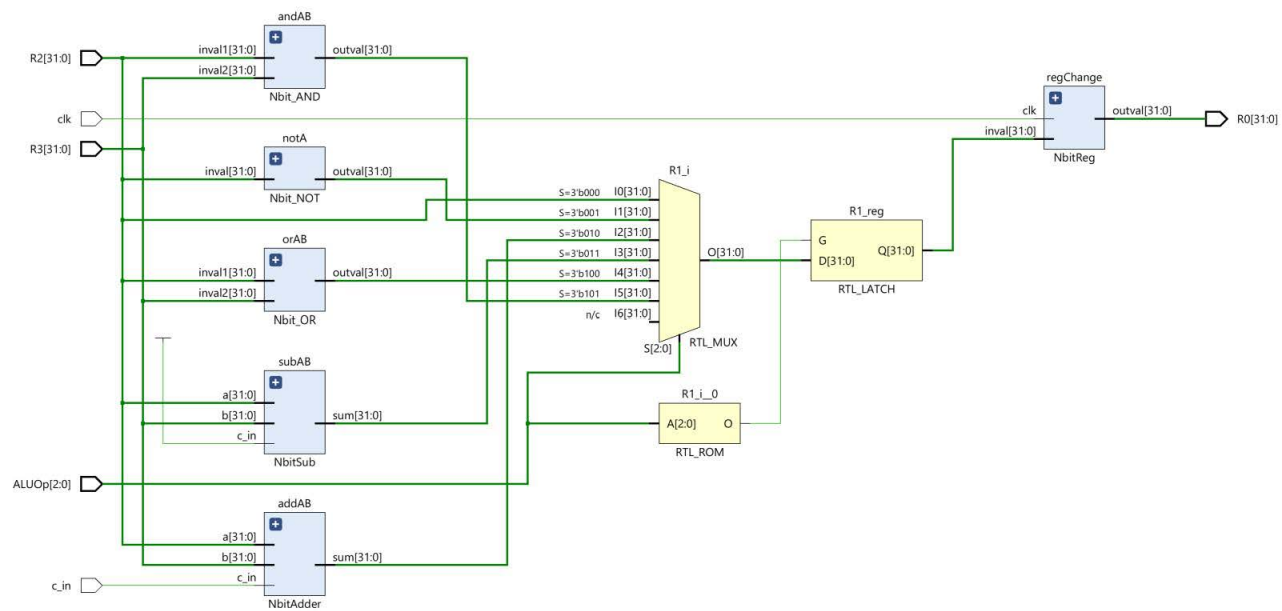 andAB
R2[31:0]
inval1[31:0]
outval[31:0]
inval2[31:0]
Nbit_AND
regChange
clk
clk
outval[31:0]
R0[31:0]
inval[31:0]
NbitReg
R3[31:0]
notA
inval[31:0]
outval[31:0]
Nbit_NOT
R1_i
S=3'b000 I0[31:0]
S=3'b001 I1[31:0]
S=3'b010 I2[31:0]
S=3'b011 I3[31:0]
S=3'b100 I4[31:0]
S=3'b101 I5[31:0]
n/c I6[31:0]
S[2:0]
O[31:0]
RTL_MUX
R1_reg
G
D[31:0]
Q[31:0]
RTL_LATCH
orAB
inval1[31:0]
outval[31:0]
inval2[31:0]
Nbit_OR
subAB
a[31:0]
b[31:0]
sum[31:0]
c_in
NbitSub
R1_i__0
A[2:0] O
RTL_ROM
ALUOp[2:0]
addAB
a[31:0]
b[31:0]
sum[31:0]
c_in
c_in
NbitAdder